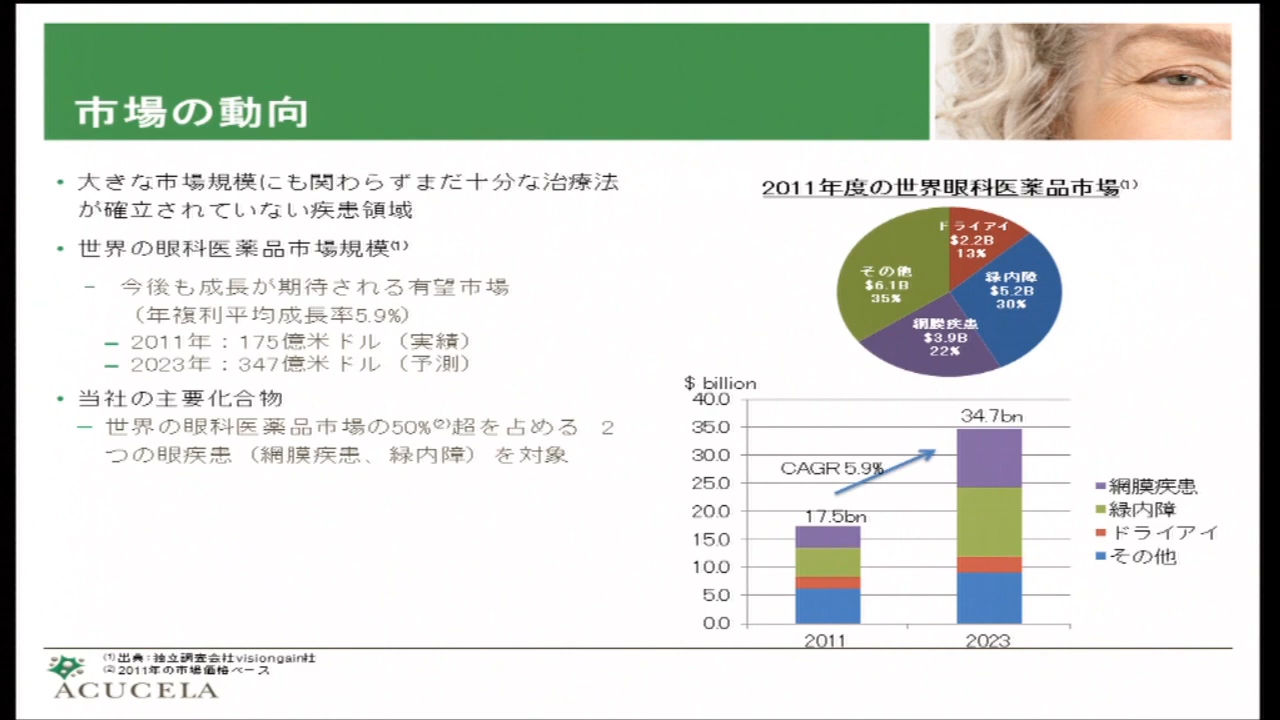 市場の動向
• 大きな市場規模にも関わらずまだ十分な治療法
が確立されていない疾患領域
• 世界の眼科医薬品市場規模(1)
– 今後も成長が期待される有望市場
（年複利平均成長率5.9%）
– 2011年：175億米ドル（実績）
– 2023年：347億米ドル（予測）
• 当社の主要化合物
– 世界の眼科医薬品市場の50%(2)超を占める 2
つの眼疾患（網膜疾患、緑内障）を対象
2011年度の世界眼科医薬品市場(1)
ドライアイ
$2.2B
13%
緑内障
$5.2B
30%
網膜疾患
$3.9B
22%
その他
$6.1B
35%
$ billion
40.0
35.0
30.0
25.0
20.0
15.0
10.0
5.0
0.0
CAGR 5.9%
17.5bn
34.7bn
2011
2023
網膜疾患
緑内障
ドライアイ
その他
(1)出典：独立調査会社visiongain社
(2)2011年の市場価格ベース
ACUCELA